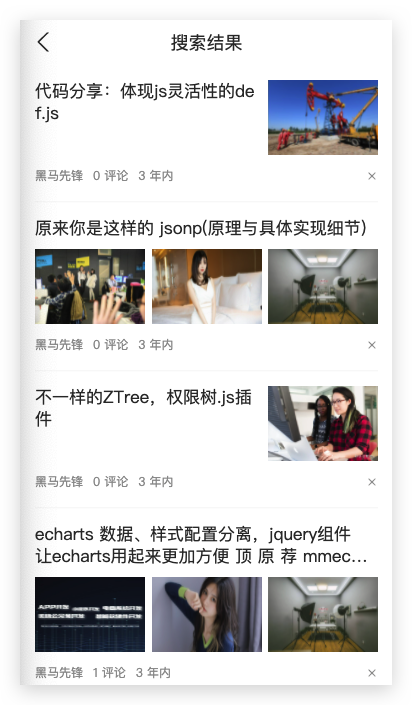 搜索结果
代码分享：体现js灵活性的de
f.js
黑马先锋 0 评论 3 年内
原来你是这样的 jsonp(原理与具体实现细节)
黑马先锋 0 评论 3 年内
不一样的ZTree，权限树.js插
件
黑马先锋 0 评论 3 年内
echarts 数据、样式配置分离，jquery组件
让echarts用起来更加方便 顶 原 荐 mmec...
APP开发
黑马先锋 1 评论 3 年内